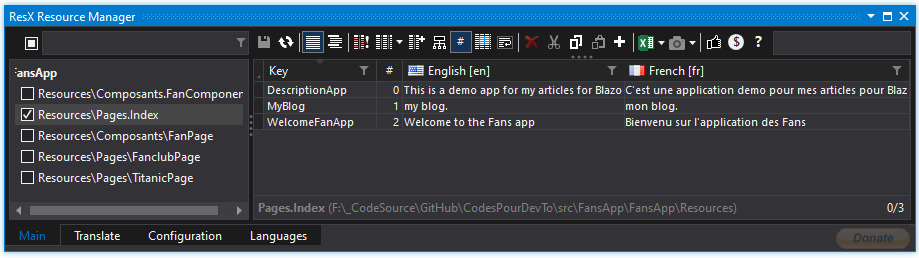 ResX Resource Manager
#
$ ?
Key # English [en] French [fr]
FansApp
Resources\Composants.FanComponen
Resources\Pages.Index
Resources\Composants\FanPage
Resources\Pages\FanclubPage
Resources\Pages\TitanicPage
DescriptionApp 0 This is a demo app for my articles for Blazo C'est une application demo pour mes articles pour Blaz
MyBlog 1 my blog. mon blog.
WelcomeFanApp 2 Welcome to the Fans app Bienvenu sur l'application des Fans
Pages.Index (F:\_CodeSource\GitHub\CodesPourDevTo\src\FansApp\FansApp\Resources) 0/3
Main Translate Configuration Languages Donate